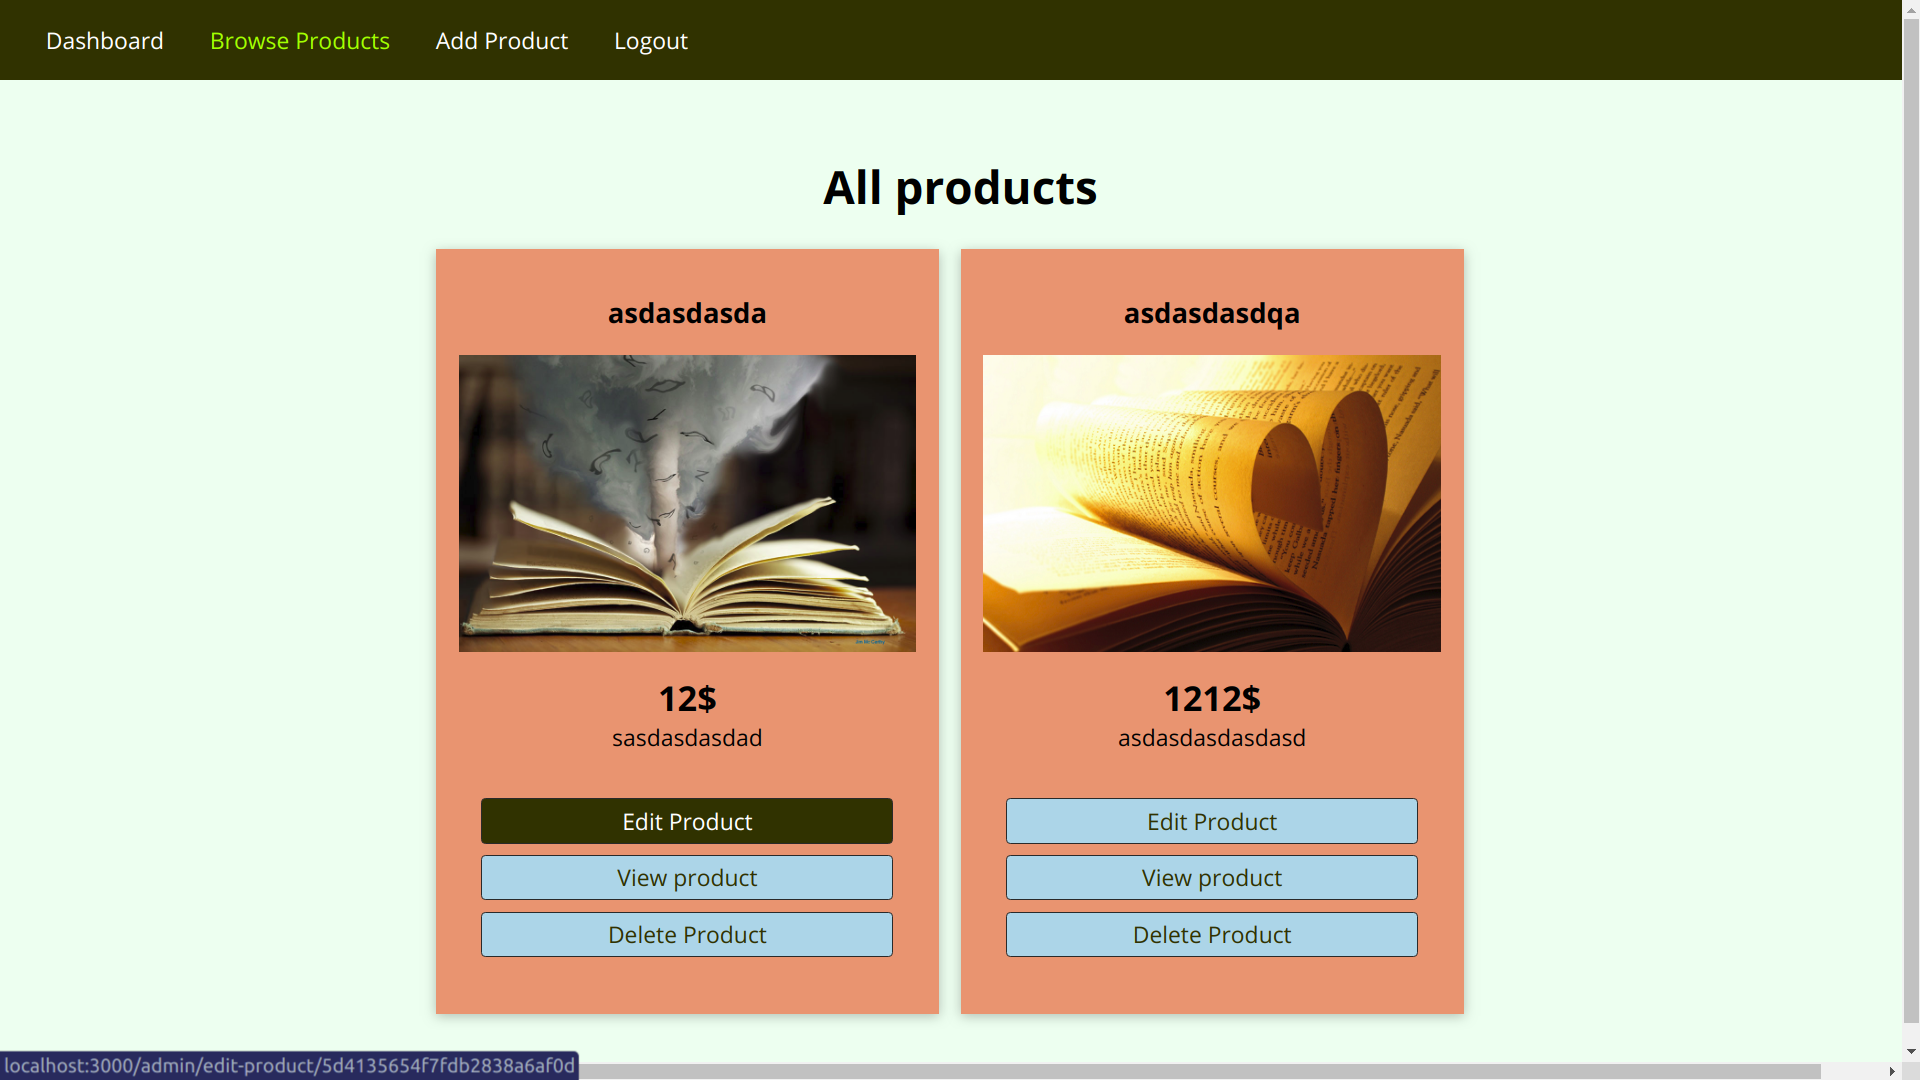 Dashboard Browse Products Add Product Logout
All products
asdasdasda
12$
sasdasdasdad
Edit Product
View product
Delete Product
asdasdasdqa
1212$
asdasdasdasdasd
Edit Product
View product
Delete Product
localhost:3000/admin/edit-product/5d4135654f7fdb2838a6af0d